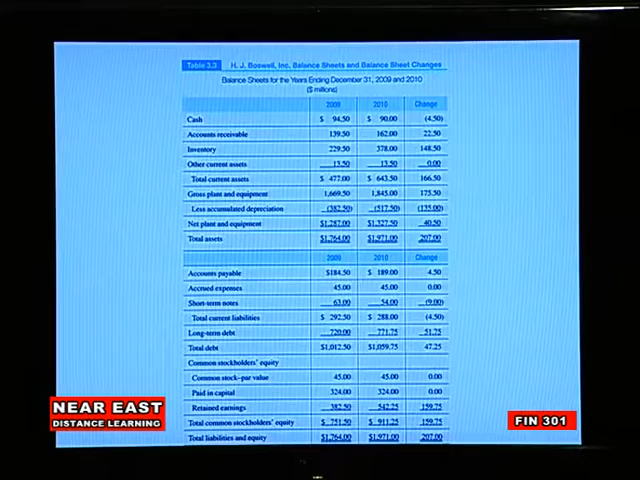 Table 3.3 H. J. Boswell, Inc. Balance Sheets and Balance Sheet Changes
Balance Sheets for the Years Ending December 31, 2009 and 2010
($ millions)
2009 2010 Change
Cash $ 94.50 $ 90.00 (4.50)
Accounts receivable 139.50 162.00 22.50
Inventory 229.50 378.00 148.50
Other current assets 13.50 13.50 0.00
Total current assets $ 477.00 $ 643.50 166.50
Gross plant and equipment 1,669.50 1,845.00 175.50
Less accumulated depreciation (382.50) (517.50) (135.00)
Net plant and equipment $1,287.00 $1,327.50 40.50
Total assets $1,764.00 $1,971.00 207.00
2009 2010 Change
Accounts payable $184.50 $ 189.00 4.50
Accrued expenses 45.00 45.00 0.00
Short-term notes 63.00 54.00 (9.00)
Total current liabilities $ 292.50 $ 288.00 (4.50)
Long-term debt 720.00 771.75 51.75
Total debt $1,012.50 $1,059.75 47.25
Common stockholders' equity
Common stock—par value 45.00 45.00 0.00
Paid in capital 324.00 324.00 0.00
Retained earnings 382.50 542.25 159.75
Total common stockholders' equity $ 751.50 $ 911.25 159.75
Total liabilities and equity $1,764.00 $1,971.00 207.00
NEAR EAST
DISTANCE LEARNING
FIN 301